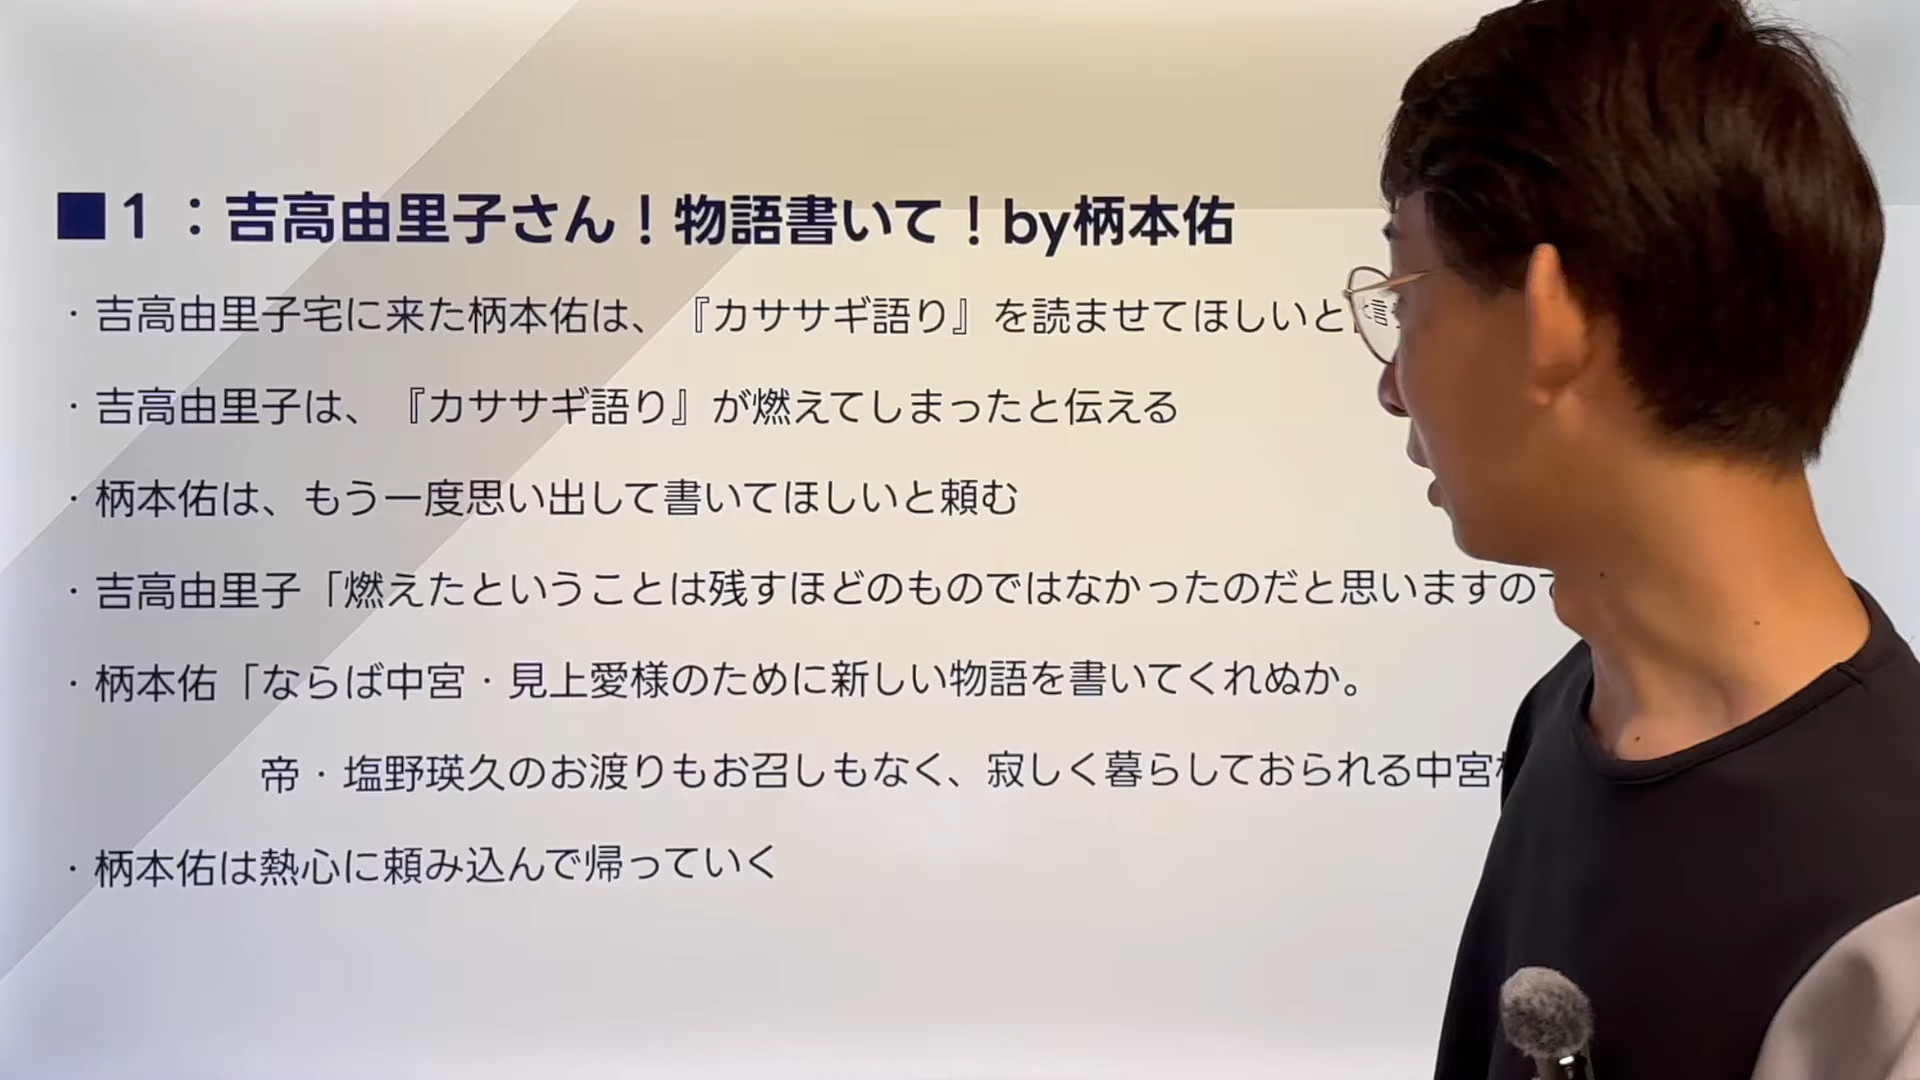 ■1：吉高由里子さん！物語書いて！by柄本佑
・吉高由里子宅に来た柄本佑は、『カササギ語り』を読ませてほしいと言
・吉高由里子は、『カササギ語り』が燃えてしまったと伝える
・柄本佑は、もう一度思い出して書いてほしいと頼む
・吉高由里子「燃えたということは残すほどのものではなかったのだと思いますので
・柄本佑「ならば中宮・見上愛様のために新しい物語を書いてくれぬか。
帝・塩野瑛久のお渡りもお召しもなく、寂しく暮らしておられる中宮
・柄本佑は熱心に頼み込んで帰っていく